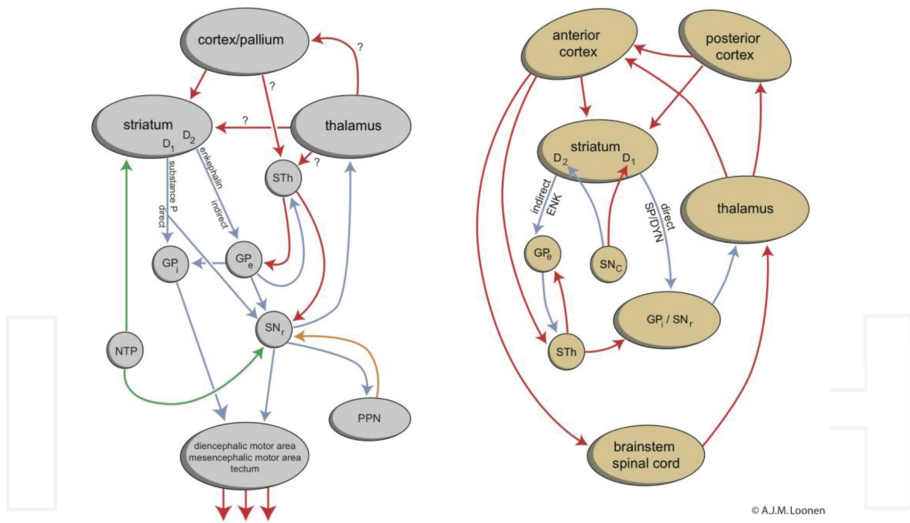 cortex/pallium
?
?
striatum
D1
D2
?
thalamus
?
substance P
direct
enkephalin
indirect
STh
GPi
GPe
SNr
NTP
PPN
diencephalic motor area
mesencephalic motor area
tectum
anterior
cortex
posterior
cortex
striatum
D2
D1
indirect
ENK
direct
SP/DYN
thalamus
GPe
SNC
GPi / SNr
STh
brainstem
spinal cord
© A.J.M. Loonen